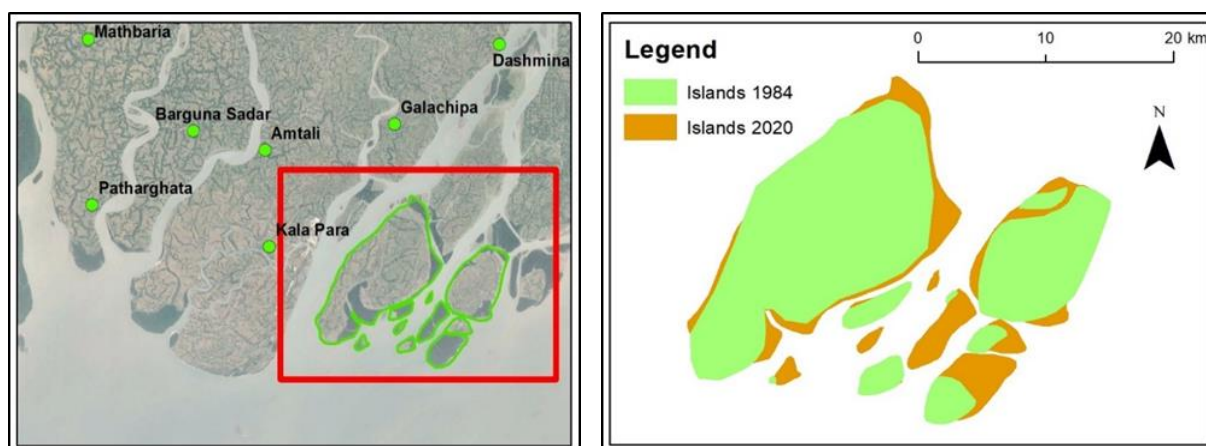 Mathbaria
Dashmina
Barguna Sadar
Galachipa
Amtali
Patharghata
Kala Para
Legend
Islands 1984
Islands 2020
0 10 20 km
N